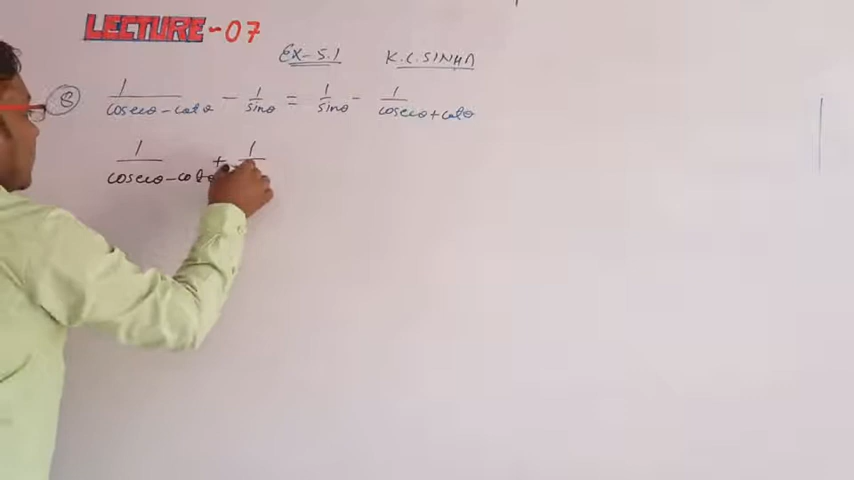 LECTURE - 07
EX-5.1 K.C.SINHA
8 1/(cosecθ - cotθ) - 1/sinθ = 1/sinθ - 1/(cosecθ + cotθ)
1/(cosecθ - cotθ) + 1